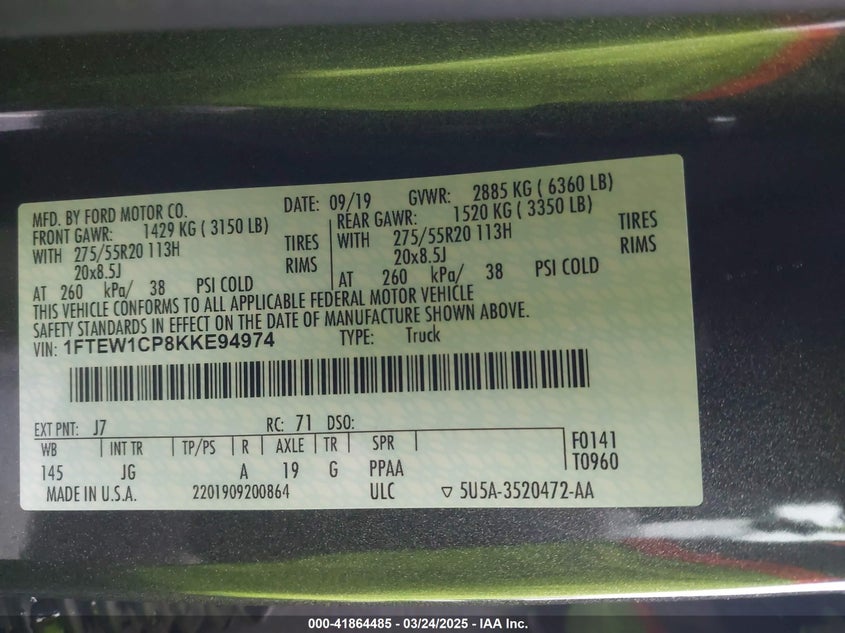 MFD. BY FORD MOTOR CO. DATE: 09/19 GVWR: 2885 KG ( 6360 LB)
FRONT GAWR: 1429 KG ( 3150 LB) REAR GAWR: 1520 KG ( 3350 LB)
WITH 275/55R20 113H TIRES WITH 275/55R20 113H TIRES
20x8.5J RIMS 20x8.5J RIMS
AT 260 kPa/ 38 PSI COLD AT 260 kPa/ 38 PSI COLD
THIS VEHICLE CONFORMS TO ALL APPLICABLE FEDERAL MOTOR VEHICLE
SAFETY STANDARDS IN EFFECT ON THE DATE OF MANUFACTURE SHOWN ABOVE.
VIN: 1FTEW1CP8KKE94974 TYPE: Truck
EXT PNT: J7 RC: 71 DSO:
WB INT TR TP/PS R AXLE TR SPR F0141
145 JG A 19 G PPAA T0960
MADE IN U.S.A. 2201909200864 ULC ▽ 5U5A-3520472-AA
000-41864485 - 03/24/2025 - IAA Inc.